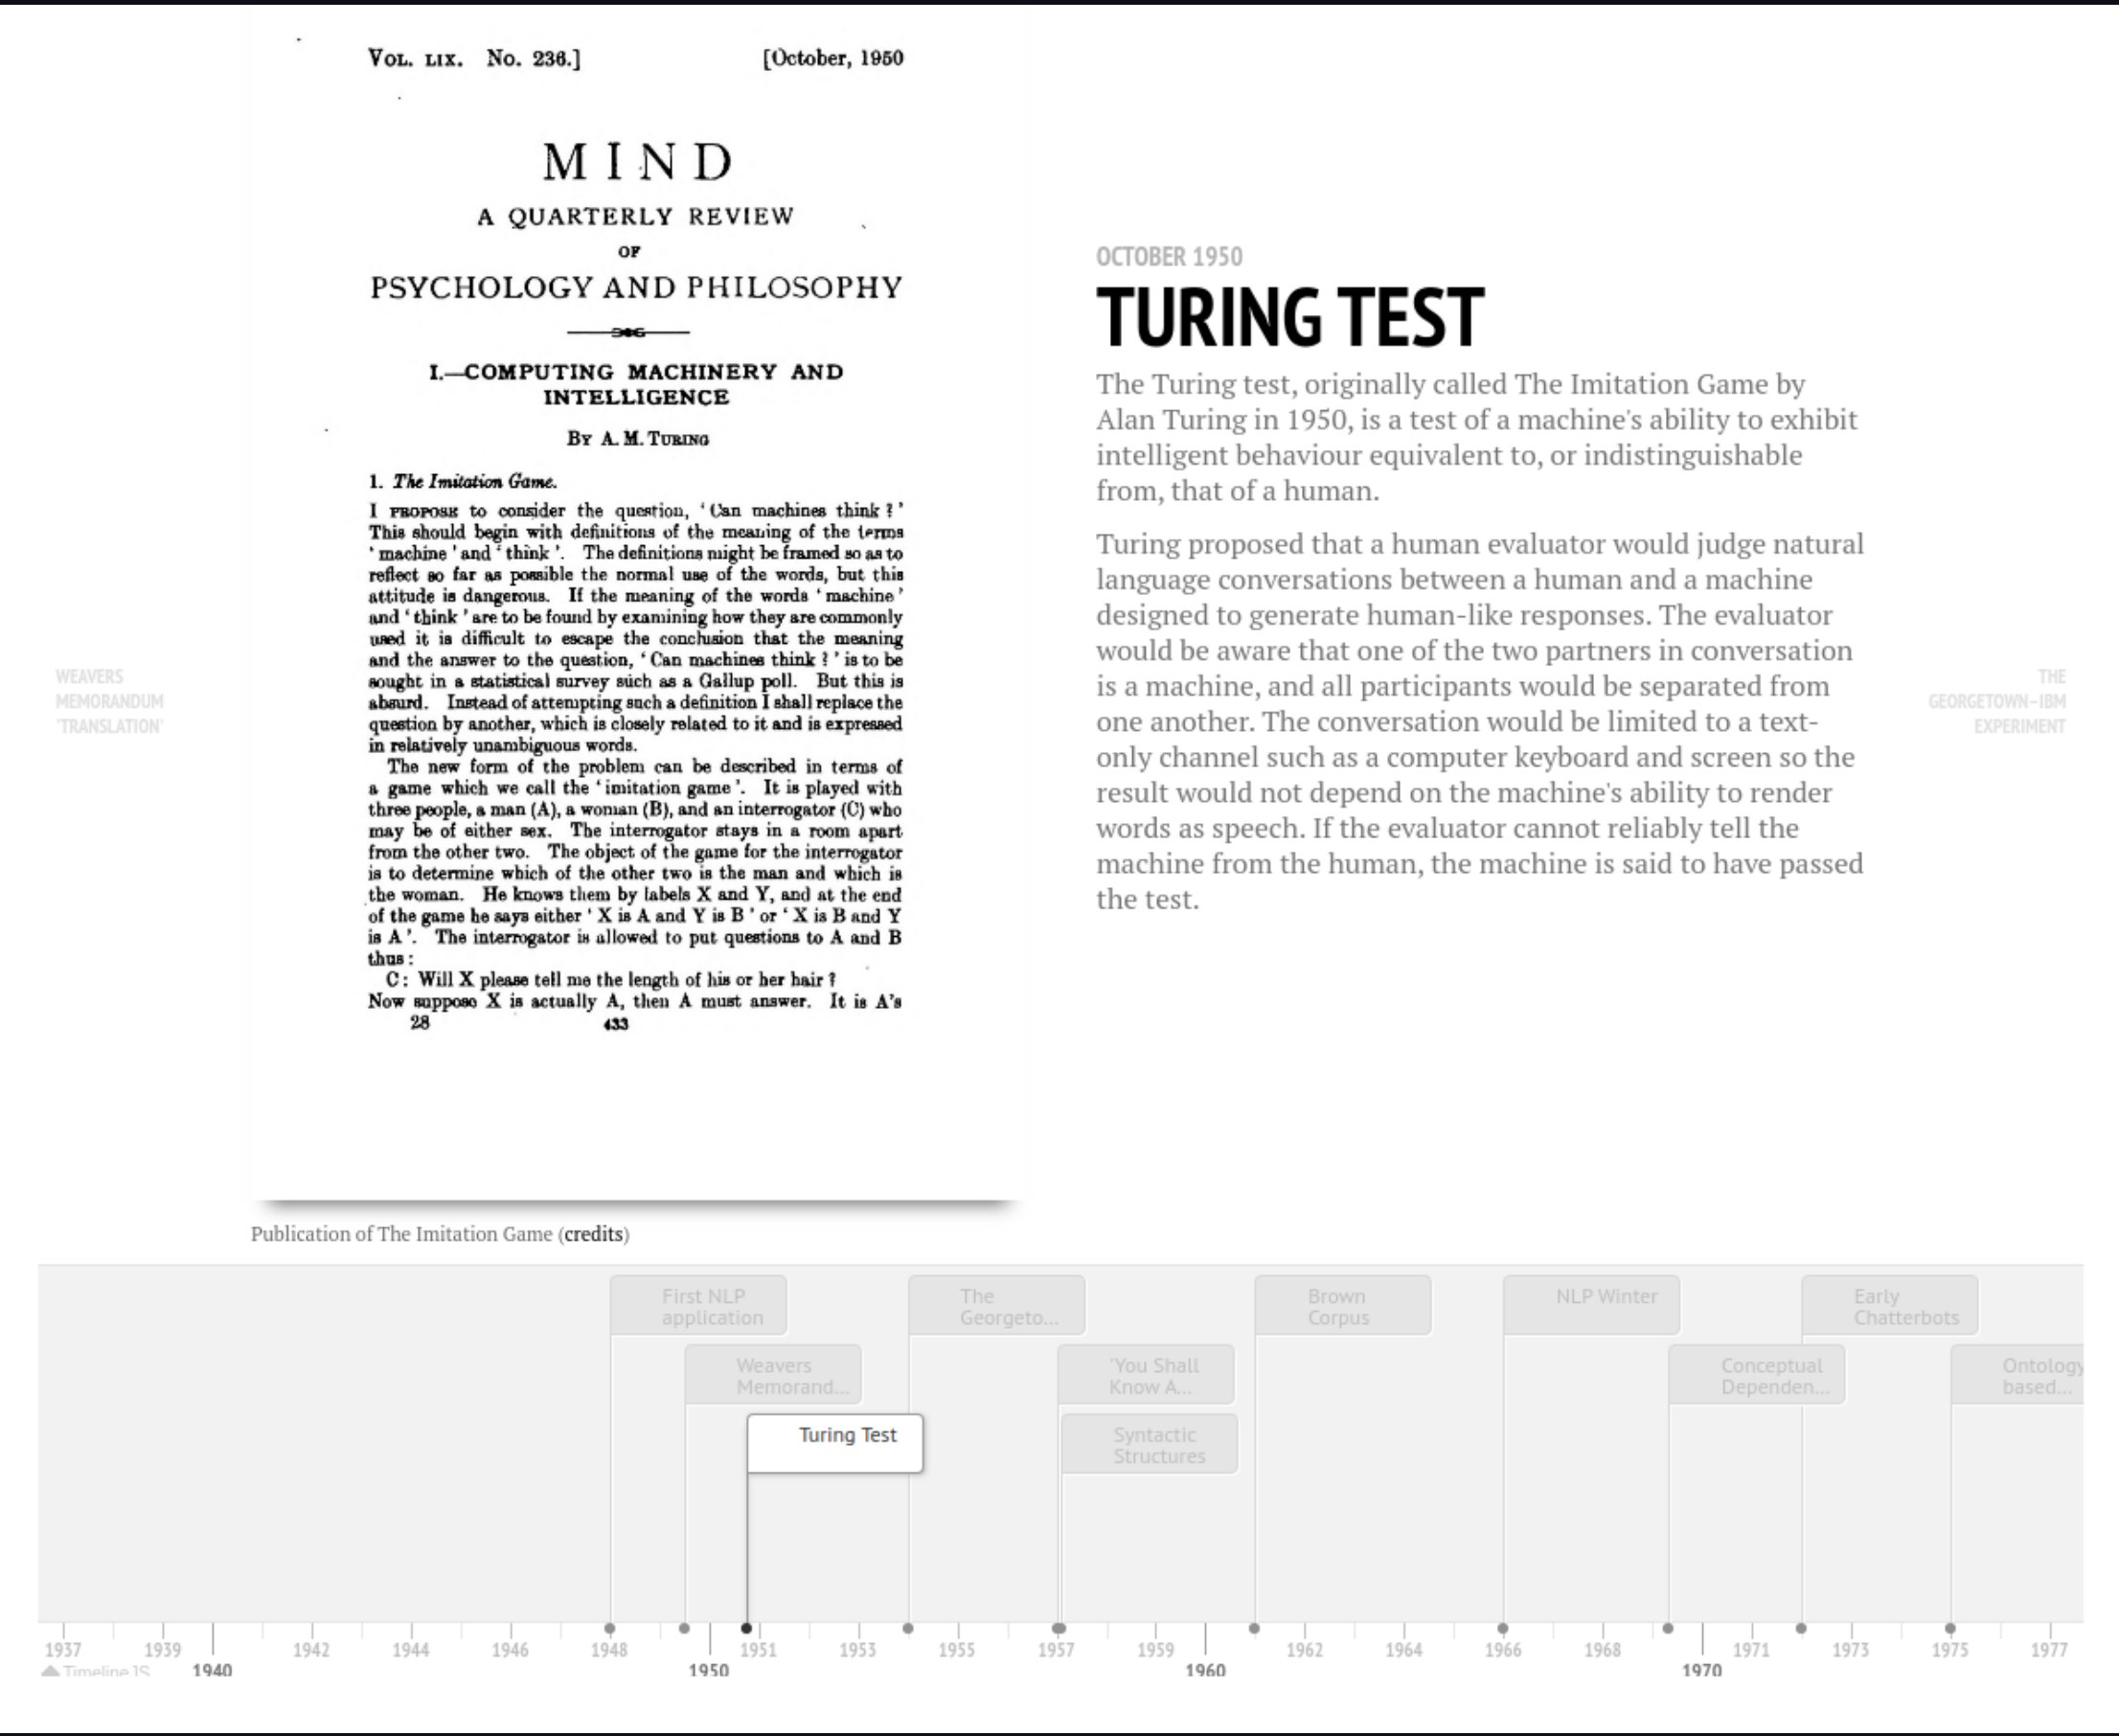 VOL. LIX. No. 236.] [October, 1950
MIND
A QUARTERLY REVIEW
OF
PSYCHOLOGY AND PHILOSOPHY
I.—COMPUTING MACHINERY AND
INTELLIGENCE
BY A. M. TURING
1. The Imitation Game.
I PROPOSE to consider the question, ‘Can machines think ?’
This should begin with definitions of the meaning of the terms
‘machine’ and ‘think’. The definitions might be framed so as to
reflect so far as possible the normal use of the words, but this
attitude is dangerous. If the meaning of the words ‘machine’
and ‘think’ are to be found by examining how they are commonly
used it is difficult to escape the conclusion that the meaning
and the answer to the question, ‘Can machines think ?’ is to be
sought in a statistical survey such as a Gallup poll. But this is
absurd. Instead of attempting such a definition I shall replace the
question by another, which is closely related to it and is expressed
in relatively unambiguous words.
The new form of the problem can be described in terms of
a game which we call the ‘imitation game’. It is played with
three people, a man (A), a woman (B), and an interrogator (C) who
may be of either sex. The interrogator stays in a room apart
from the other two. The object of the game for the interrogator
is to determine which of the other two is the man and which is
the woman. He knows them by labels X and Y, and at the end
of the game he says either ‘X is A and Y is B’ or ‘X is B and Y
is A’. The interrogator is allowed to put questions to A and B
thus :
C: Will X please tell me the length of his or her hair ?
Now suppose X is actually A, then A must answer. It is A's
28 433
Publication of The Imitation Game (credits)
OCTOBER 1950
TURING TEST
The Turing test, originally called The Imitation Game by
Alan Turing in 1950, is a test of a machine's ability to exhibit
intelligent behaviour equivalent to, or indistinguishable
from, that of a human.
Turing proposed that a human evaluator would judge natural
language conversations between a human and a machine
designed to generate human-like responses. The evaluator
would be aware that one of the two partners in conversation
is a machine, and all participants would be separated from
one another. The conversation would be limited to a text-
only channel such as a computer keyboard and screen so the
result would not depend on the machine's ability to render
words as speech. If the evaluator cannot reliably tell the
machine from the human, the machine is said to have passed
the test.
WEAVERS
MEMORANDUM
'TRANSLATION'
THE
GEORGETOWN-IBM
EXPERIMENT
First NLP
application
The
Georgeto...
Brown
Corpus
NLP Winter
Early
Chatterbots
Weavers
Memorand...
'You Shall
Know A...
Conceptual
Dependen...
Ontology
based...
Turing Test
Syntactic
Structures
1937 1939 1942 1944 1946 1948 1951 1953 1955 1957 1959 1962 1964 1966 1968 1971 1973 1975 1977
1940 1950 1960 1970
TimelineJS